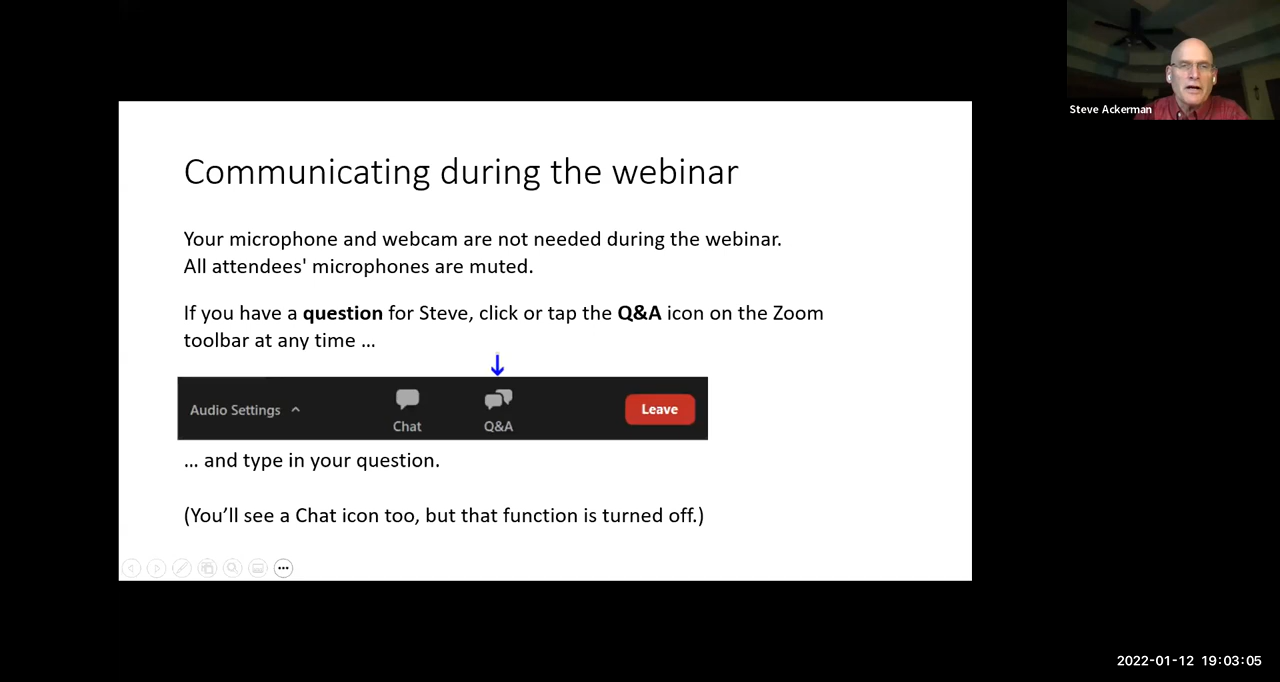 Steve Ackerman
Communicating during the webinar
Your microphone and webcam are not needed during the webinar.
All attendees' microphones are muted.
If you have a question for Steve, click or tap the Q&A icon on the Zoom
toolbar at any time …
Audio Settings ^ Chat Q&A Leave
… and type in your question.
(You’ll see a Chat icon too, but that function is turned off.)
2022-01-12 19:03:05